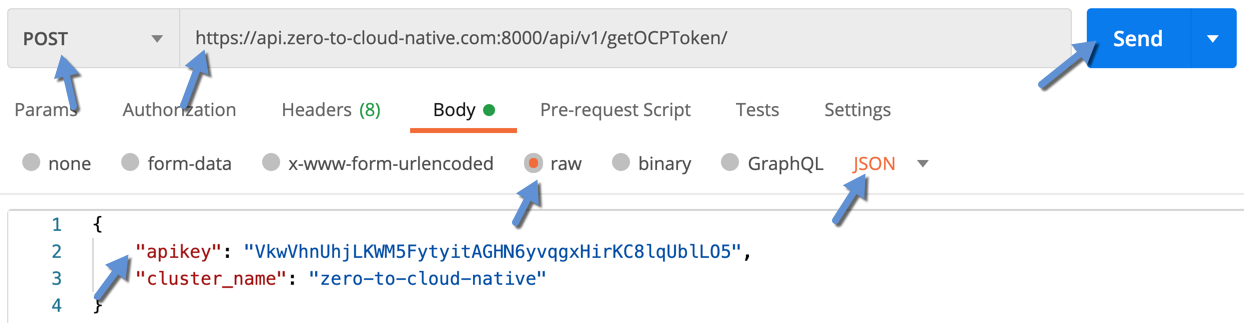 POST https://api.zero-to-cloud-native.com:8000/api/v1/getOCPToken/ Send
Params Authorization Headers (8) Body Pre-request Script Tests Settings
none form-data x-www-form-urlencoded raw binary GraphQL JSON
1 {
2 "apikey": "VkwVhnUhjLKWM5FytyitAGHN6yvqgxHirKC8lqUblLO5",
3 "cluster_name": "zero-to-cloud-native"
4 }